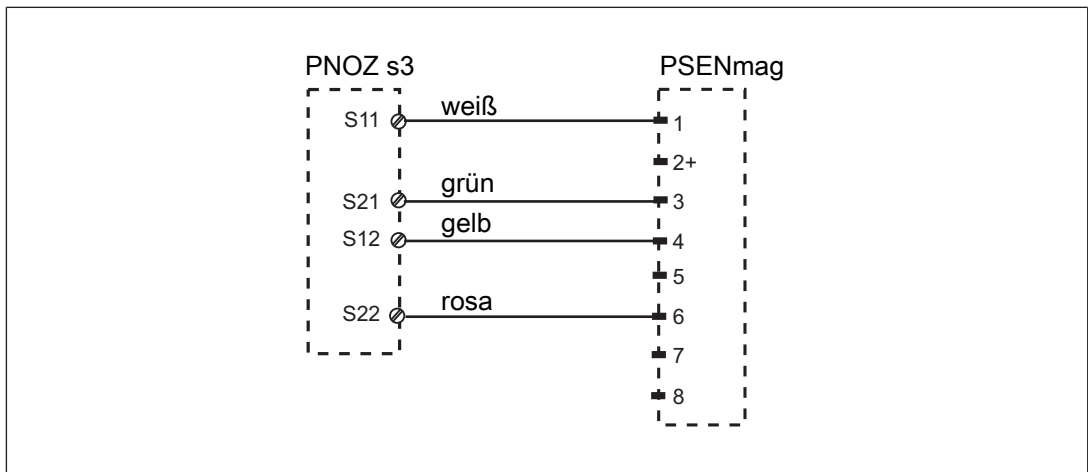 PNOZ s3
PSENmag
S11
weiß
1
2+
S21
grün
3
S12
gelb
4
5
S22
rosa
6
7
8